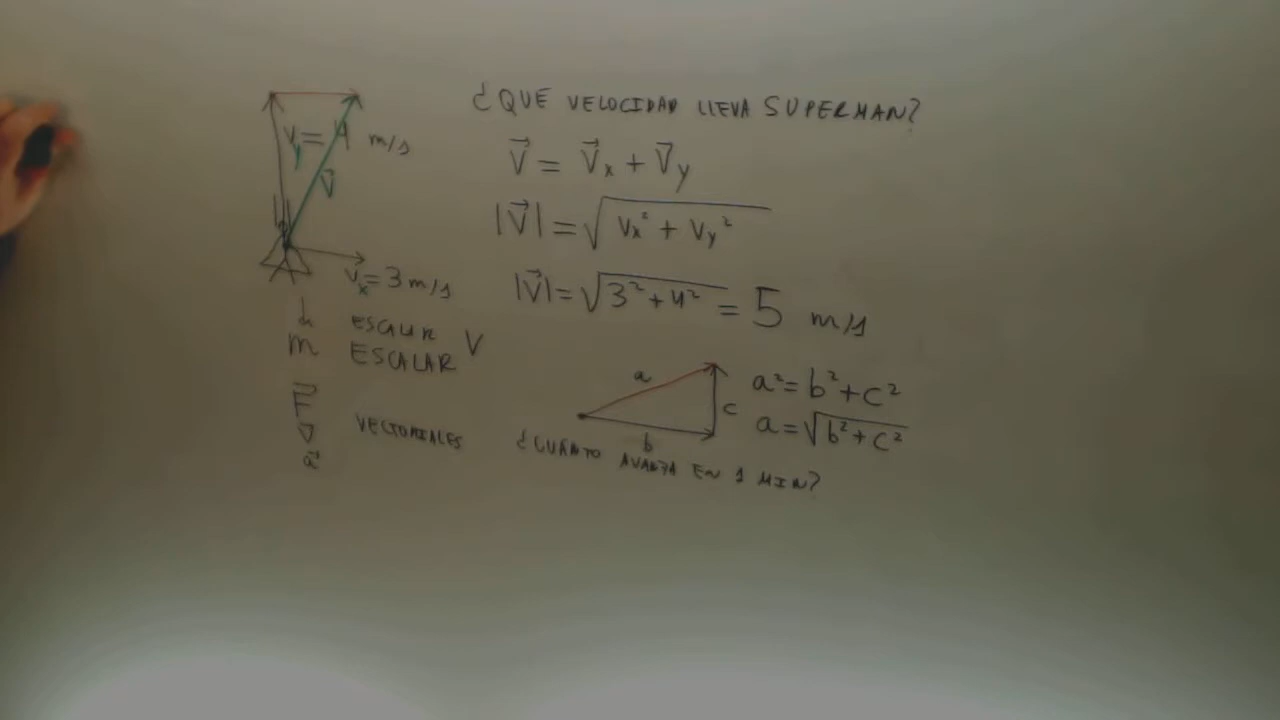 ¿QUE VELOCIDAD LLEVA SUPERMAN?
Vy = 4 m/s
V⃗
Vx = 3 m/s
V⃗ = V⃗x + V⃗y
|V⃗| = √(Vx² + Vy²)
|V⃗| = √(3² + 4²) = 5 m/s
ESCALAR
m ESCALAR V
F⃗
VECTORIALES
a⃗
a
b
c
a² = b² + c²
a = √(b² + c²)
¿CUÁNTO AVANZA EN 1 MIN?